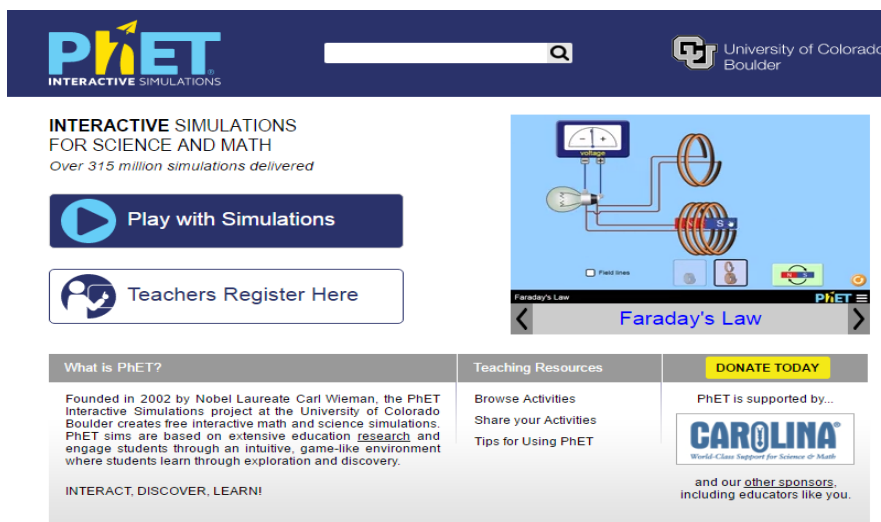 PhET
INTERACTIVE SIMULATIONS
University of Colorado
Boulder
INTERACTIVE SIMULATIONS
FOR SCIENCE AND MATH
Over 315 million simulations delivered
Play with Simulations
Teachers Register Here
voltage
N S
Field lines
N S
Faraday's Law
PhET
Faraday's Law
What is PhET?
Founded in 2002 by Nobel Laureate Carl Wieman, the PhET
Interactive Simulations project at the University of Colorado
Boulder creates free interactive math and science simulations.
PhET sims are based on extensive education research and
engage students through an intuitive, game-like environment
where students learn through exploration and discovery.
INTERACT, DISCOVER, LEARN!
Teaching Resources
Browse Activities
Share your Activities
Tips for Using PhET
DONATE TODAY
PhET is supported by...
CAROLINA®
World-Class Support for Science & Math
and our other sponsors,
including educators like you.